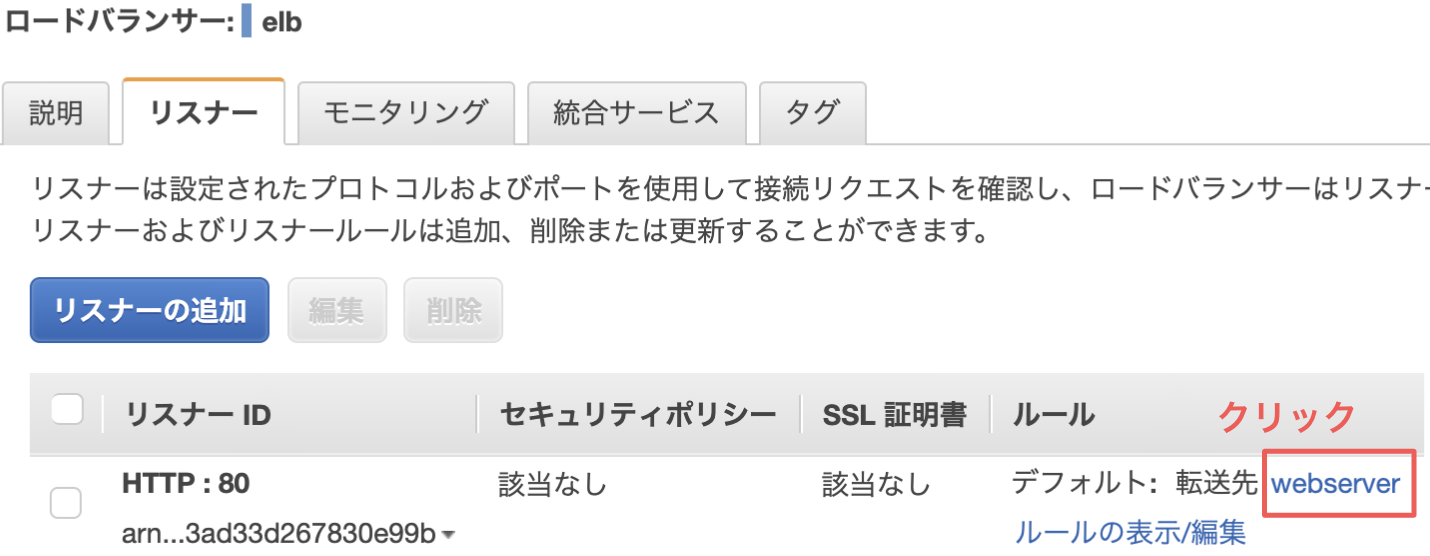 ロードバランサー: elb
説明 リスナー モニタリング 統合サービス タグ
リスナーは設定されたプロトコルおよびポートを使用して接続リクエストを確認し、ロードバランサーはリスナー
リスナーおよびリスナールールは追加、削除または更新することができます。
リスナーの追加 編集 削除
リスナー ID セキュリティポリシー SSL 証明書 ルール クリック
HTTP : 80 該当なし 該当なし デフォルト: 転送先 webserver
arn...3ad33d267830e99b ルールの表示/編集